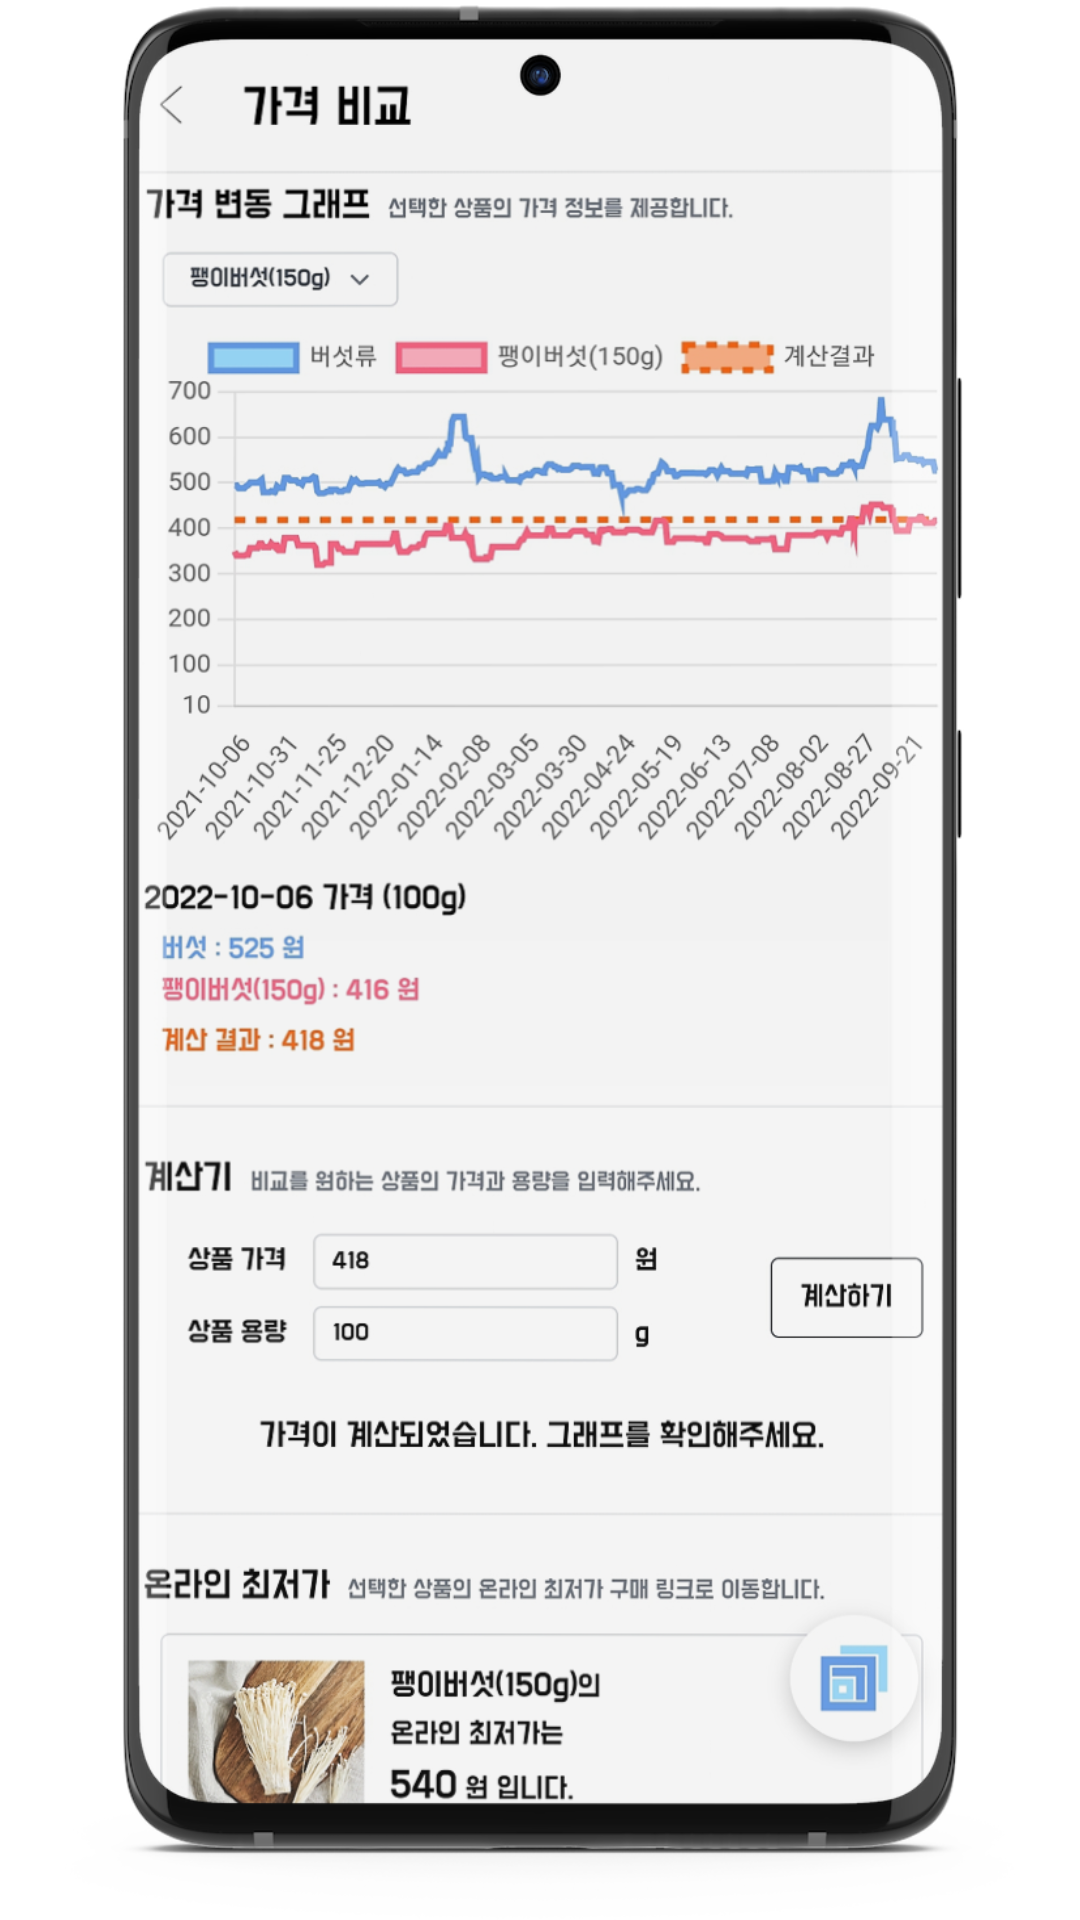 가격 비교
가격 변동 그래프 선택한 상품의 가격 정보를 제공합니다.
팽이버섯(150g)
버섯류 팽이버섯(150g) 계산결과
700
600
500
400
300
200
100
10
2021-10-06 2021-10-31 2021-11-25 2021-12-20 2022-01-14 2022-02-08 2022-03-05 2022-03-30 2022-04-24 2022-05-19 2022-06-13 2022-07-08 2022-08-02 2022-08-27 2022-09-21
2022-10-06 가격 (100g)
버섯 : 525 원
팽이버섯(150g) : 416 원
계산 결과 : 418 원
계산기 비교를 원하는 상품의 가격과 용량을 입력해주세요.
상품 가격 418 원
계산하기
상품 용량 100 g
가격이 계산되었습니다. 그래프를 확인해주세요.
온라인 최저가 선택한 상품의 온라인 최저가 구매 링크로 이동합니다.
팽이버섯(150g)의
온라인 최저가는
540 원 입니다.